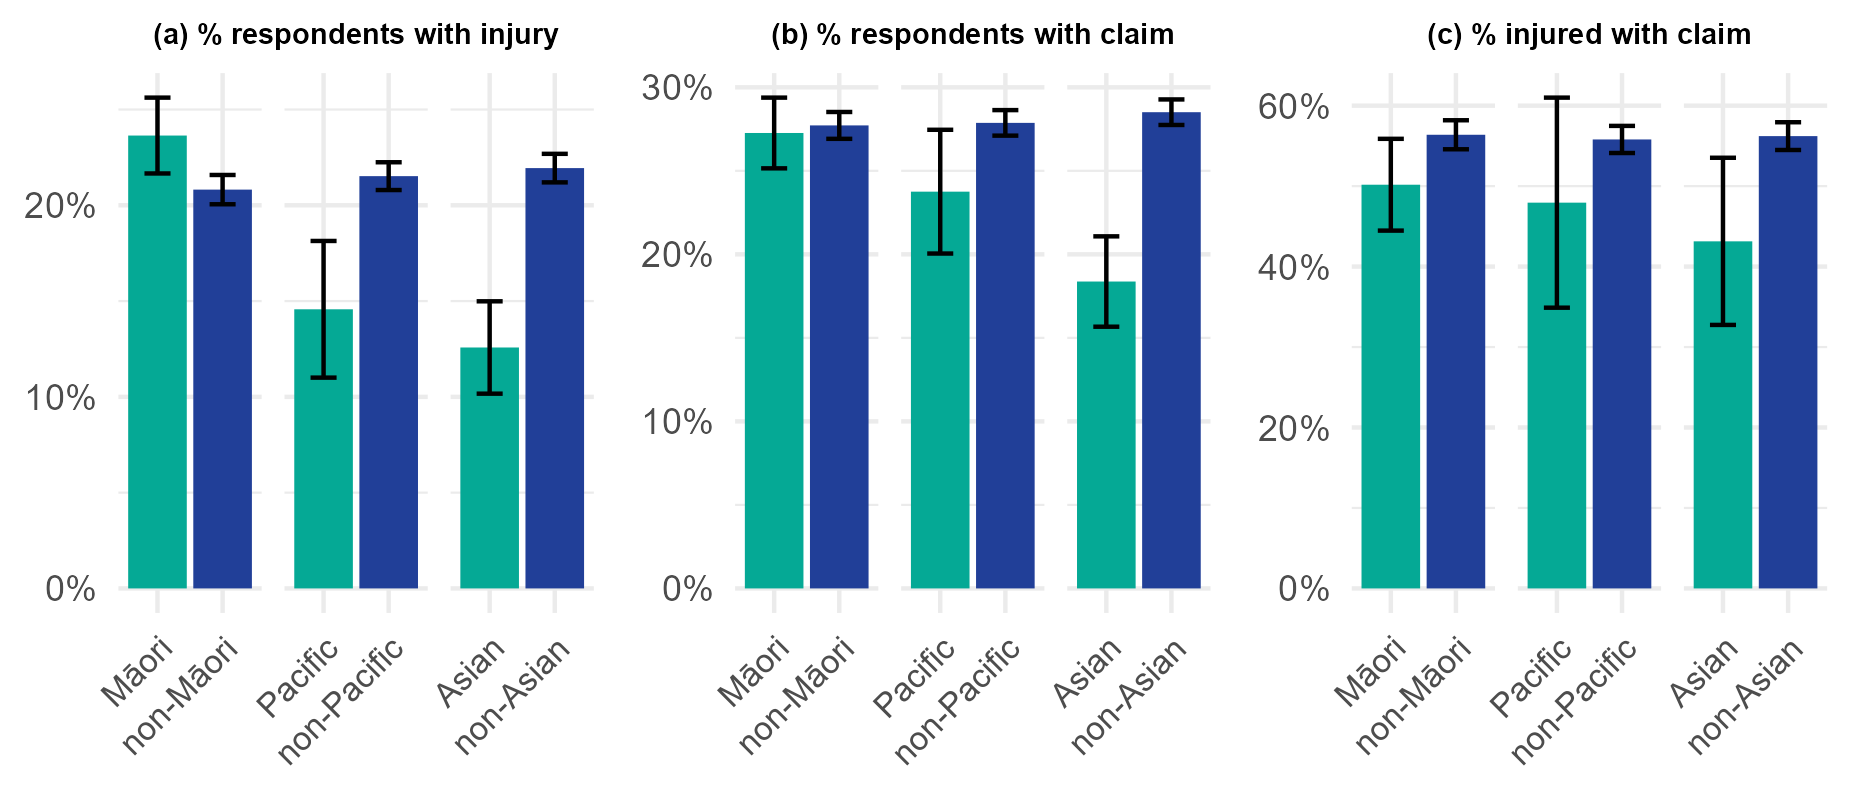 (a) % respondents with injury
20%
10%
0%
Māori
non-Māori
Pacific
non-Pacific
Asian
non-Asian
(b) % respondents with claim
30%
20%
10%
0%
Māori
non-Māori
Pacific
non-Pacific
Asian
non-Asian
(c) % injured with claim
60%
40%
20%
0%
Māori
non-Māori
Pacific
non-Pacific
Asian
non-Asian